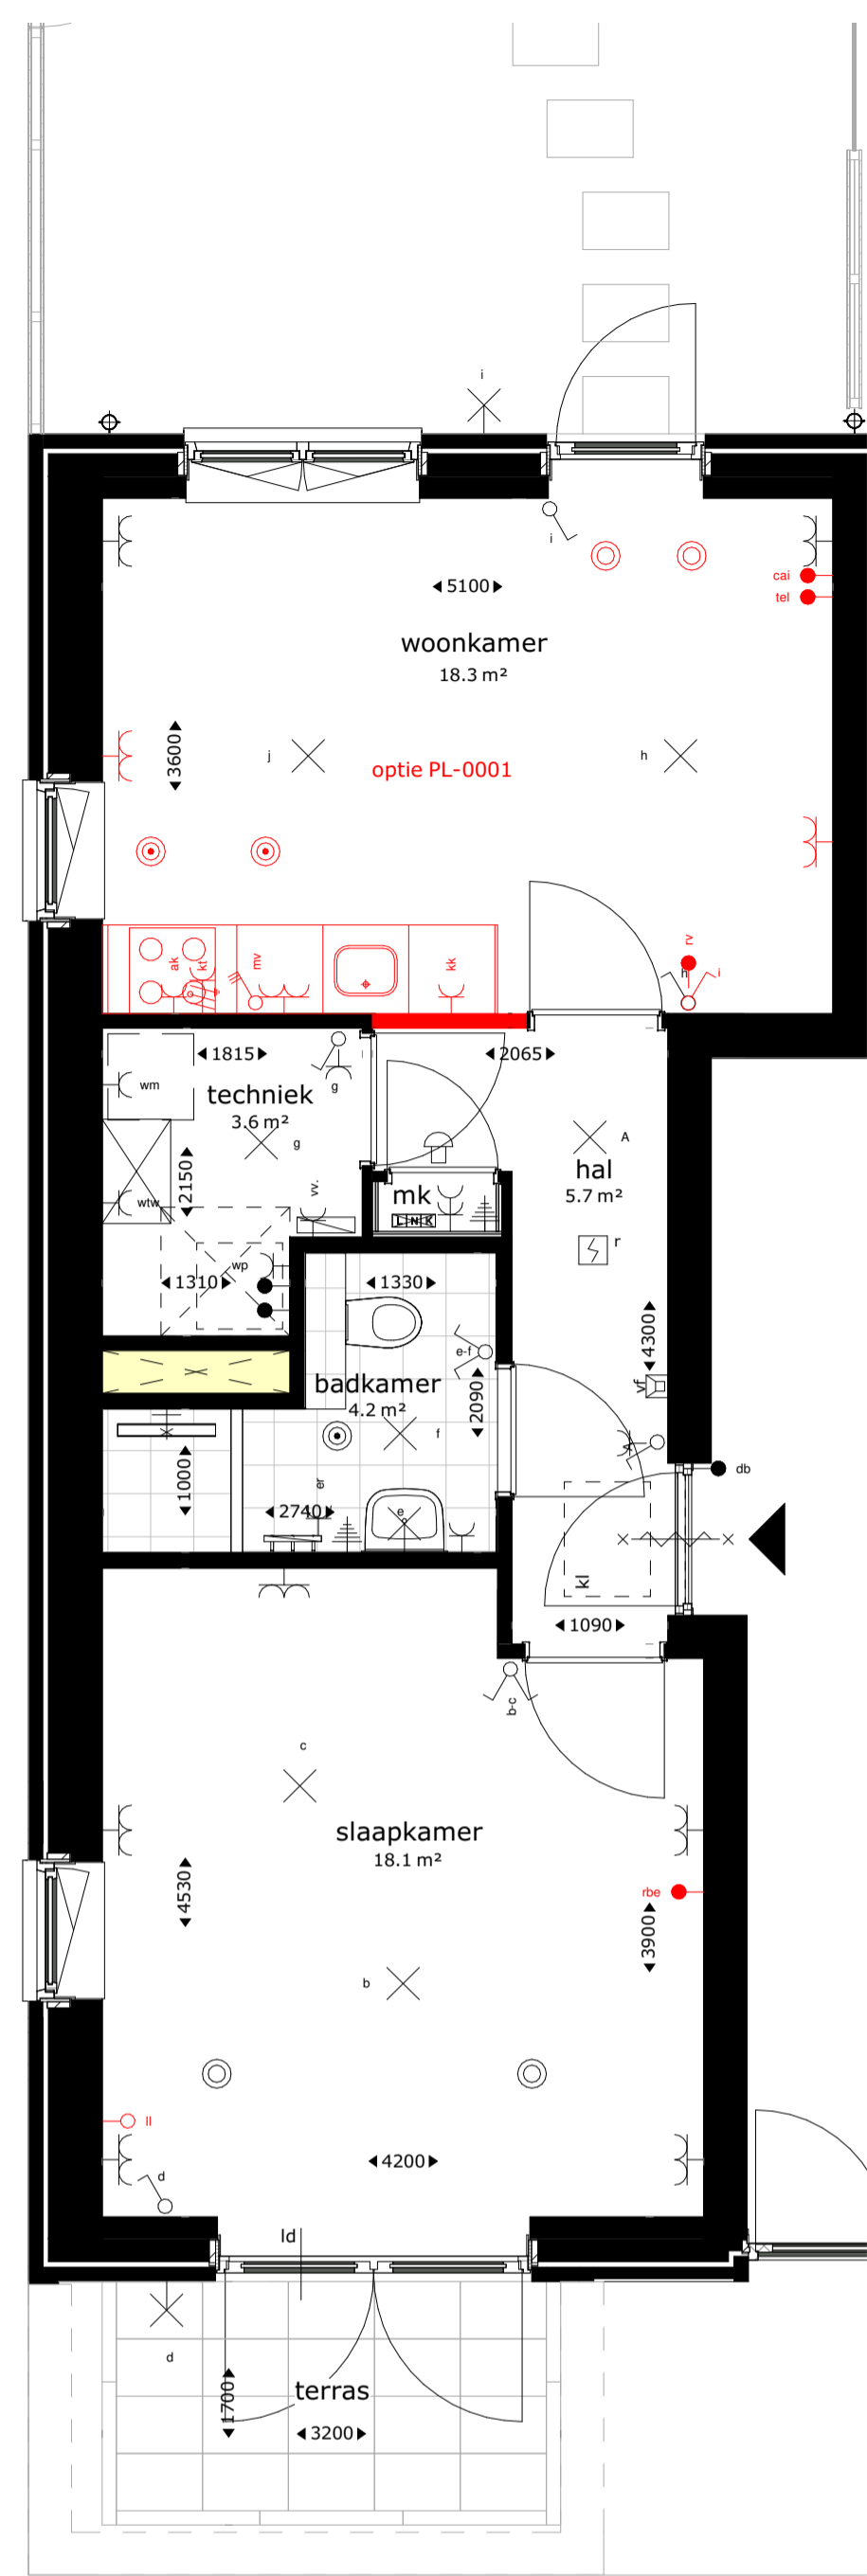 i
i
cai
tel
5100
woonkamer
18.3 m²
3600
j
h
optie PL-0001
ak
kt
mv
kk
rv
h
i
1815
2065
techniek
3.6 m²
wm
g
g
A
hal
5.7 m²
2150
wtw
vv.
mk
LNK
r
wp
1310
1330
4300
e-f
badkamer
4.2 m²
2090
vf
f
A
1000
er
db
2740
e
kl
1090
b-c
c
slaapkamer
18.1 m²
4530
rbe
3900
b
ll
d
4200
ld
d
terras
1700
3200